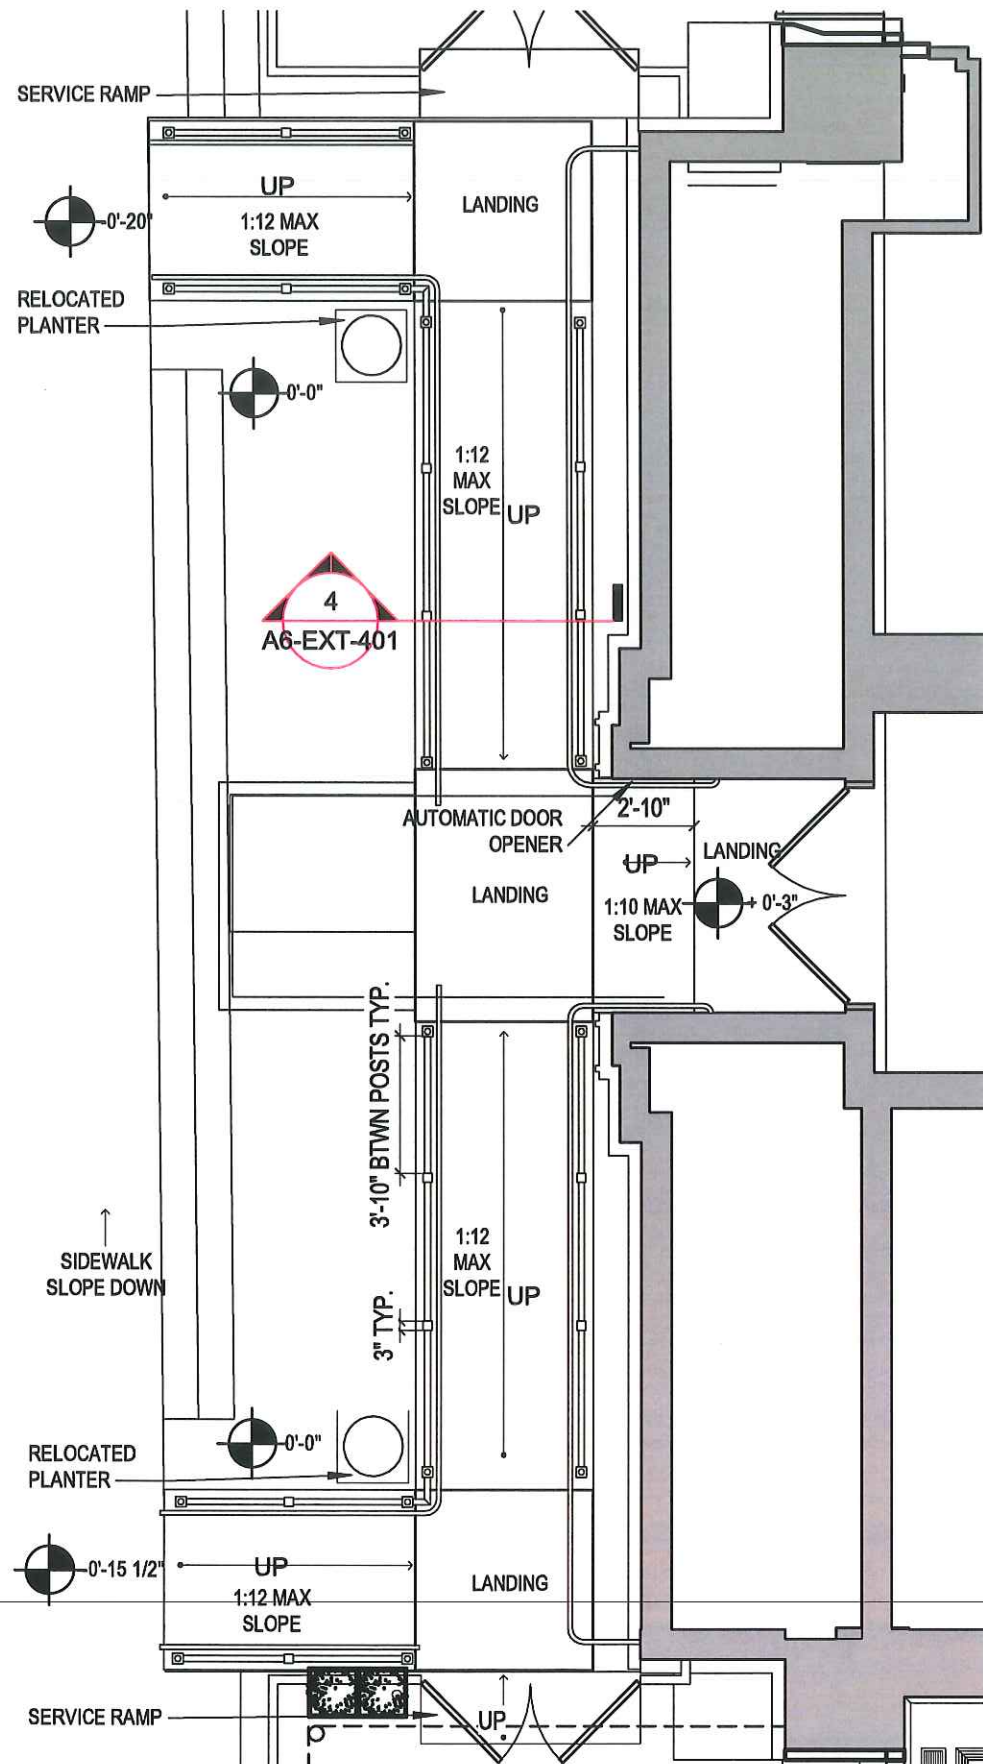 SERVICE RAMP
UP
1:12 MAX
SLOPE
LANDING
-0'-20"
RELOCATED
PLANTER
0'-0"
1:12
MAX
SLOPE
UP
4
A6-EXT-401
AUTOMATIC DOOR
OPENER
2'-10"
UP
LANDING
LANDING
1:10 MAX
SLOPE
+ 0'-3"
3'-10" BTWN POSTS TYP.
1:12
MAX
SLOPE
UP
SIDEWALK
SLOPE DOWN
3" TYP.
RELOCATED
PLANTER
0'-0"
-0'-15 1/2"
UP
1:12 MAX
SLOPE
LANDING
SERVICE RAMP
UP